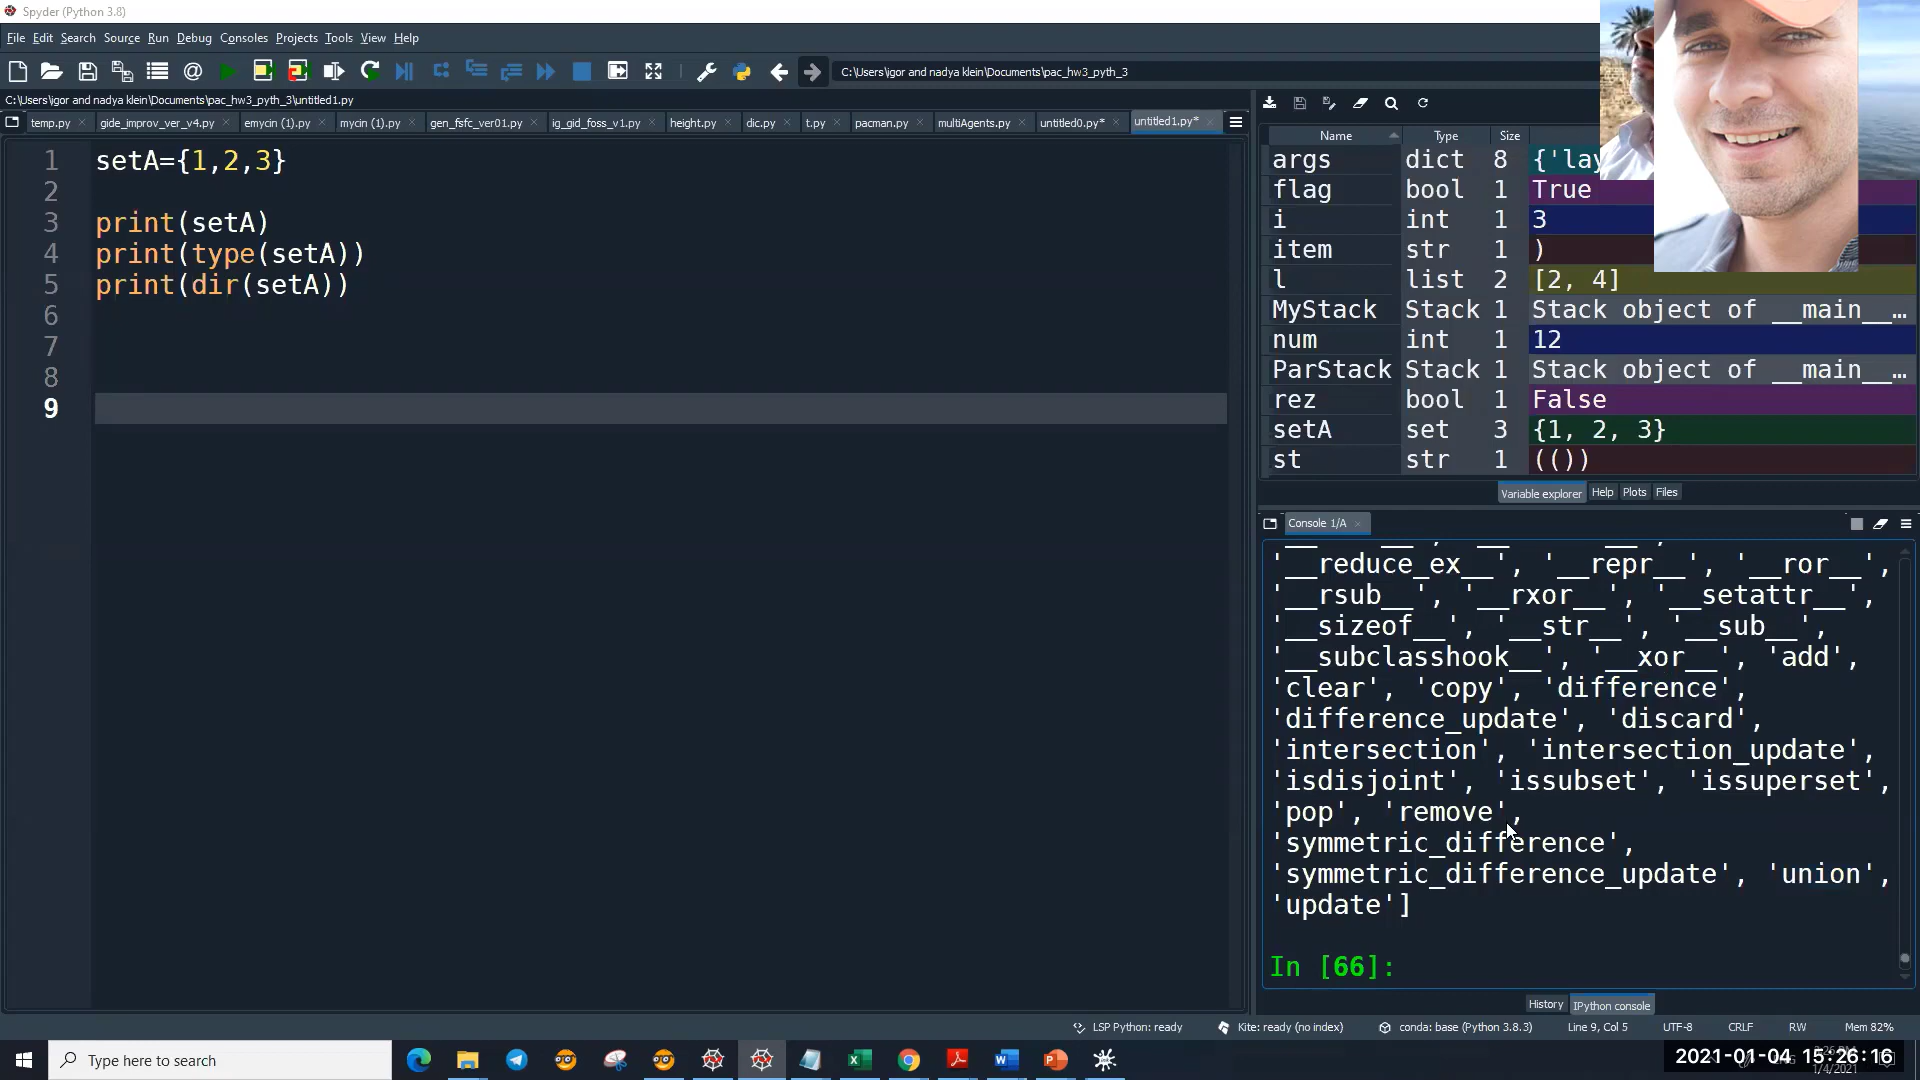 Spyder (Python 3.8)
File Edit Search Source Run Debug Consoles Projects Tools View Help
C:\Users\igor and nadya klein\Documents\pac_hw3_pyth_3
C:\Users\igor and nadya klein\Documents\pac_hw3_pyth_3\untitled1.py
temp.py gide_improv_ver_v4.py emycin (1).py mycin (1).py gen_fsfc_ver01.py ig_gid_foss_v1.py height.py dic.py t.py pacman.py multiAgents.py untitled0.py* untitled1.py*
1 setA={1,2,3}
2
3 print(setA)
4 print(type(setA))
5 print(dir(setA))
6
7
8
9
Name Type Size
args dict 8 {'lay
flag bool 1 True
i int 1 3
item str 1 )
l list 2 [2, 4]
MyStack Stack 1 Stack object of __main__…
num int 1 12
ParStack Stack 1 Stack object of __main__…
rez bool 1 False
setA set 3 {1, 2, 3}
st str 1 (())
Variable explorer Help Plots Files
Console 1/A
'__reduce_ex__', '__repr__', '__ror__',
'__rsub__', '__rxor__', '__setattr__',
'__sizeof__', '__str__', '__sub__',
'__subclasshook__', '__xor__', 'add',
'clear', 'copy', 'difference',
'difference_update', 'discard',
'intersection', 'intersection_update',
'isdisjoint', 'issubset', 'issuperset',
'pop', 'remove',
'symmetric_difference',
'symmetric_difference_update', 'union',
'update']
In [66]:
History IPython console
LSP Python: ready Kite: ready (no index) conda: base (Python 3.8.3) Line 9, Col 5 UTF-8 CRLF RW Mem 82%
Type here to search
2021-01-04 15:26:16
1/4/2021